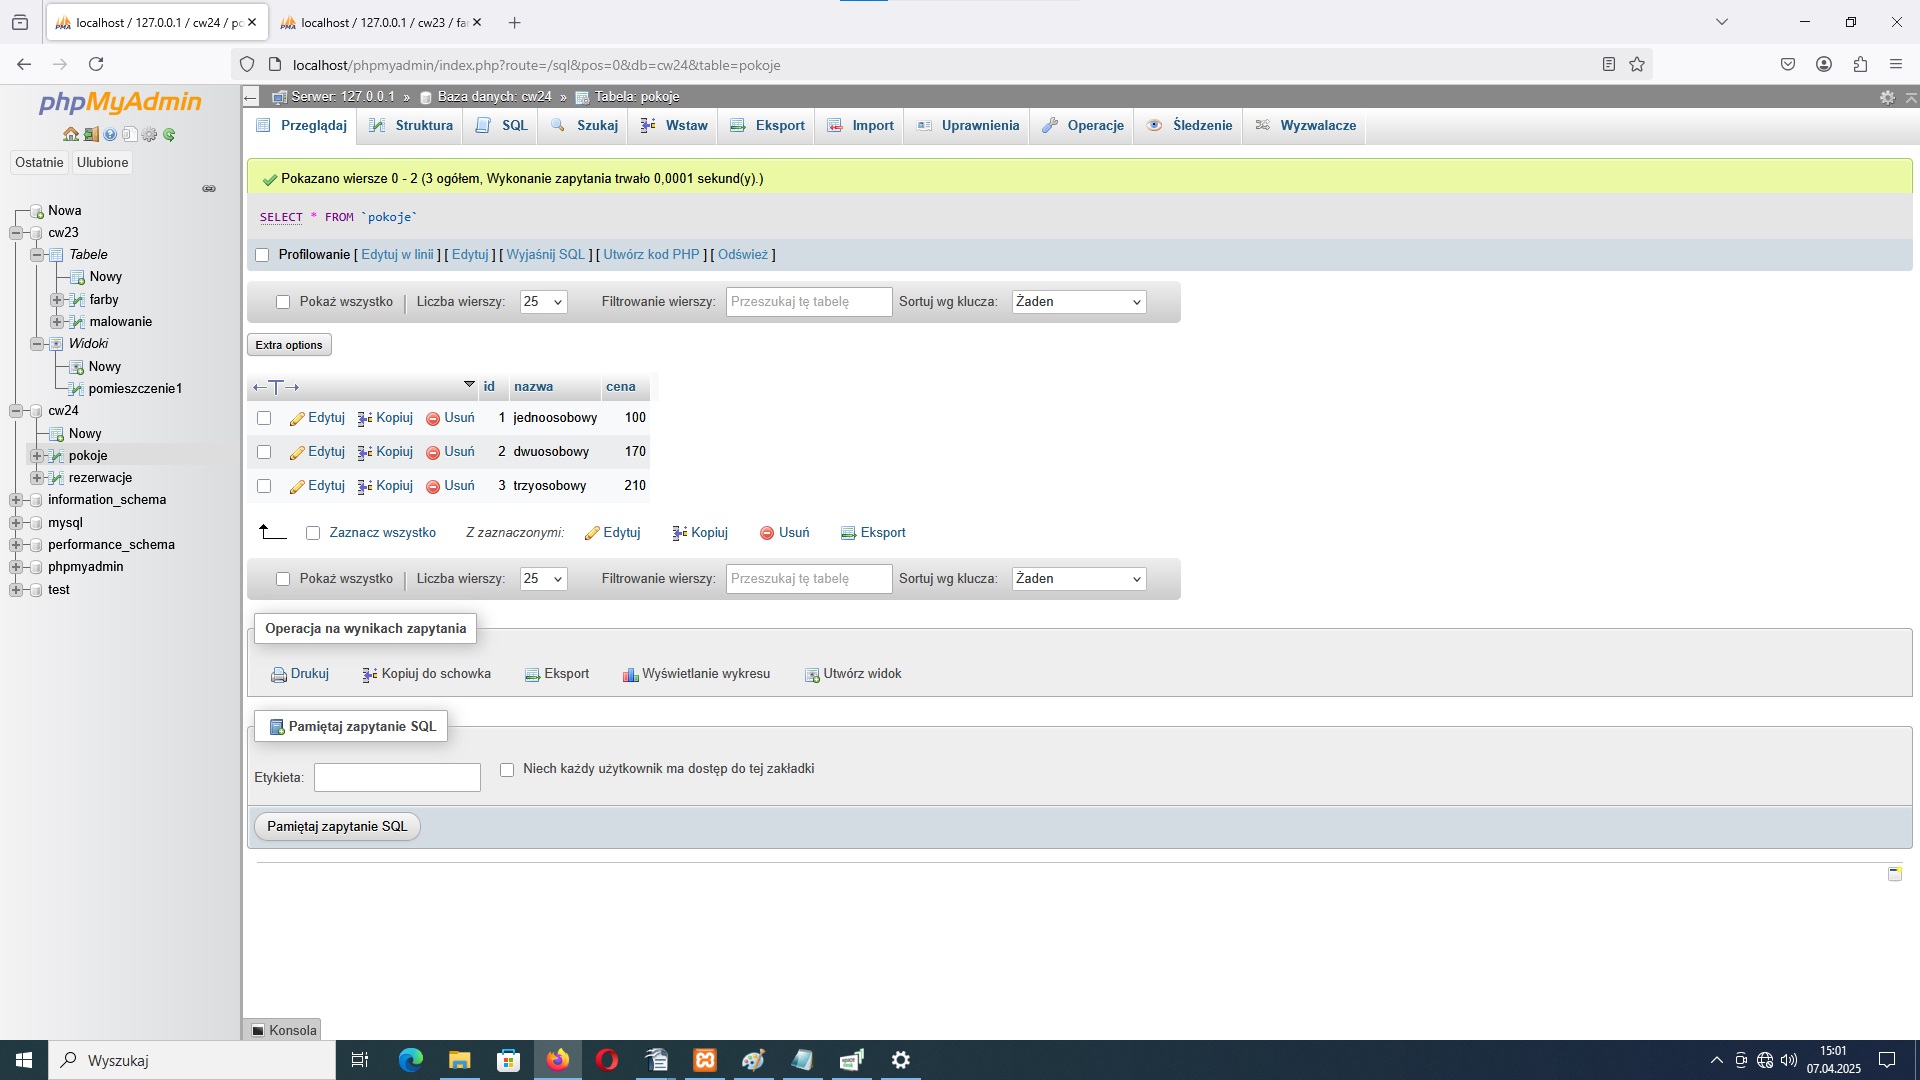 localhost / 127.0.0.1 / cw24 / po
localhost / 127.0.0.1 / cw23 / fa
localhost/phpmyadmin/index.php?route=/sql&pos=0&db=cw24&table=pokoje
phpMyAdmin
Ostatnie Ulubione
Nowa
cw23
Tabele
Nowy
farby
malowanie
Widoki
Nowy
pomieszczenie1
cw24
Nowy
pokoje
rezerwacje
information_schema
mysql
performance_schema
phpmyadmin
test
Serwer: 127.0.0.1 » Baza danych: cw24 » Tabela: pokoje
Przeglądaj Struktura SQL Szukaj Wstaw Eksport Import Uprawnienia Operacje Śledzenie Wyzwalacze
Pokazano wiersze 0 - 2 (3 ogółem, Wykonanie zapytania trwało 0,0001 sekund(y).)
SELECT * FROM `pokoje`
Profilowanie [ Edytuj w linii ] [ Edytuj ] [ Wyjaśnij SQL ] [ Utwórz kod PHP ] [ Odśwież ]
Pokaż wszystko | Liczba wierszy: 25 Filtrowanie wierszy: Przeszukaj tę tabelę Sortuj wg klucza: Żaden
Extra options
←T→ id nazwa cena
Edytuj Kopiuj Usuń 1 jednoosobowy 100
Edytuj Kopiuj Usuń 2 dwuosobowy 170
Edytuj Kopiuj Usuń 3 trzyosobowy 210
Zaznacz wszystko Z zaznaczonymi: Edytuj Kopiuj Usuń Eksport
Pokaż wszystko | Liczba wierszy: 25 Filtrowanie wierszy: Przeszukaj tę tabelę Sortuj wg klucza: Żaden
Operacja na wynikach zapytania
Drukuj Kopiuj do schowka Eksport Wyświetlanie wykresu Utwórz widok
Pamiętaj zapytanie SQL
Etykieta: Niech każdy użytkownik ma dostęp do tej zakładki
Pamiętaj zapytanie SQL
Konsola
Wyszukaj
15:01
07.04.2025